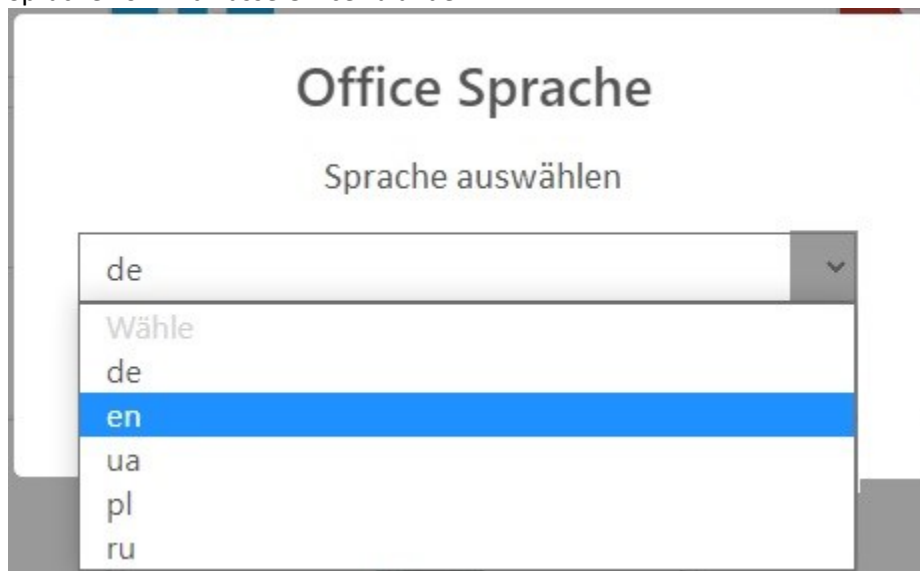 Office Sprache
Sprache auswählen
de
Wähle
de
en
ua
pl
ru